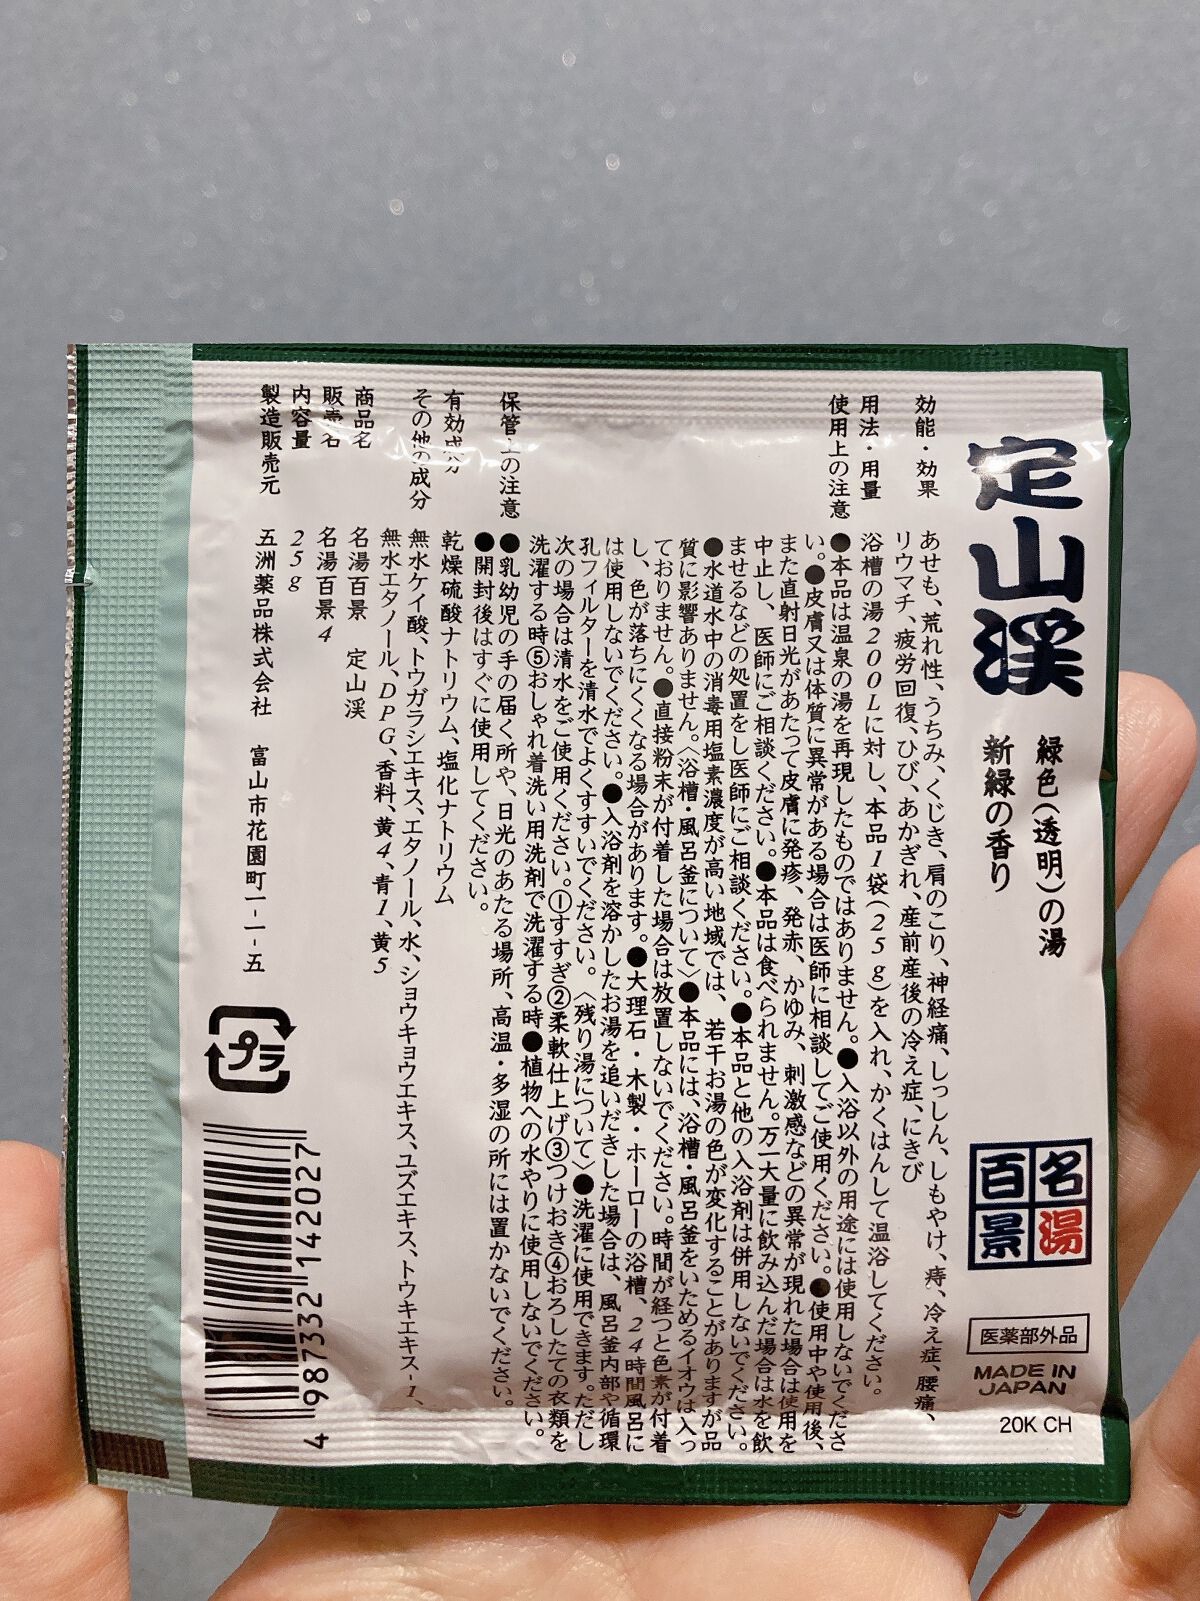 定山渓
緑色(透明)の湯
新緑の香り
名湯
百景
医薬部外品
MADE IN
JAPAN
20K CH
効能・効果
あせも、荒れ性、うちみ、くじき、肩のこり、神経痛、しっしん、しもやけ、痔、冷え症、腰痛、
リウマチ、疲労回復、ひび、あかぎれ、産前産後の冷え症、にきび
用法・用量
浴槽の湯200Lに対し、本品1袋(25g)を入れ、かくはんして温浴してください。
使用上の注意
●本品は温泉の湯を再現したものではありません。●入浴以外の用途には使用しないでくださ
い。●皮膚又は体質に異常がある場合は医師に相談してご使用ください。●使用中や使用後、
また直射日光があたって皮膚に発疹、発赤、かゆみ、刺激感などの異常が現れた場合は使用を
中止し、医師にご相談ください。●本品は食べられません。万一大量に飲み込んだ場合は水を飲
ませるなどの処置をし医師にご相談ください。●本品と他の入浴剤は併用しないでください。
●水道水中の消毒用塩素濃度が高い地域では、若干お湯の色が変化することがありますが品
質に影響ありません。〈浴槽・風呂釜について〉●本品には、浴槽・風呂釜をいためるイオウは入っ
ておりません。●直接粉末が付着した場合は放置しないでください。時間が経つと色素が付着
し、色が落ちにくくなる場合があります。●大理石・木製・ホーローの浴槽、24時間風呂に
は使用しないでください。●入浴剤を溶かしたお湯を追いだきした場合は、風呂釜内部や循環
孔フィルターを清水でよくすすいでください。〈残り湯について〉●洗濯に使用できます。ただし
次の場合は清水をご使用ください。①すすぎ②柔軟仕上げ③つけおき④おろしたての衣類を
洗濯する時⑤おしゃれ着洗い用洗剤で洗濯する時●植物への水やりに使用しないでください。
保管上の注意
●乳幼児の手の届く所や、日光のあたる場所、高温・多湿の所には置かないでください。
●開封後はすぐに使用してください。
有効成分
乾燥硫酸ナトリウム、塩化ナトリウム
その他の成分
無水ケイ酸、トウガラシエキス、エタノール、水、ショウキョウエキス、ユズエキス、トウキエキス-1、
無水エタノール、DPG、香料、黄4、青1、黄5
商品名
名湯百景 定山渓
販売名
名湯百景4
内容量
25g
製造販売元
五洲薬品株式会社 富山市花園町一-一-五
プラ
4 987332 142027